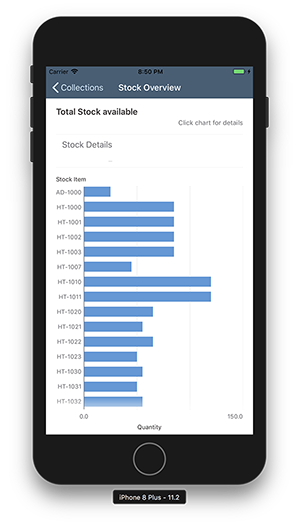 Carrier 8:50 PM
Collections Stock Overview
Total Stock available
Click chart for details
Stock Details
..
Stock Item
AD-1000
HT-1000
HT-1001
HT-1002
HT-1003
HT-1007
HT-1010
HT-1011
HT-1020
HT-1021
HT-1022
HT-1023
HT-1030
HT-1031
HT-1032
0.0 150.0
Quantity
iPhone 8 Plus - 11.2